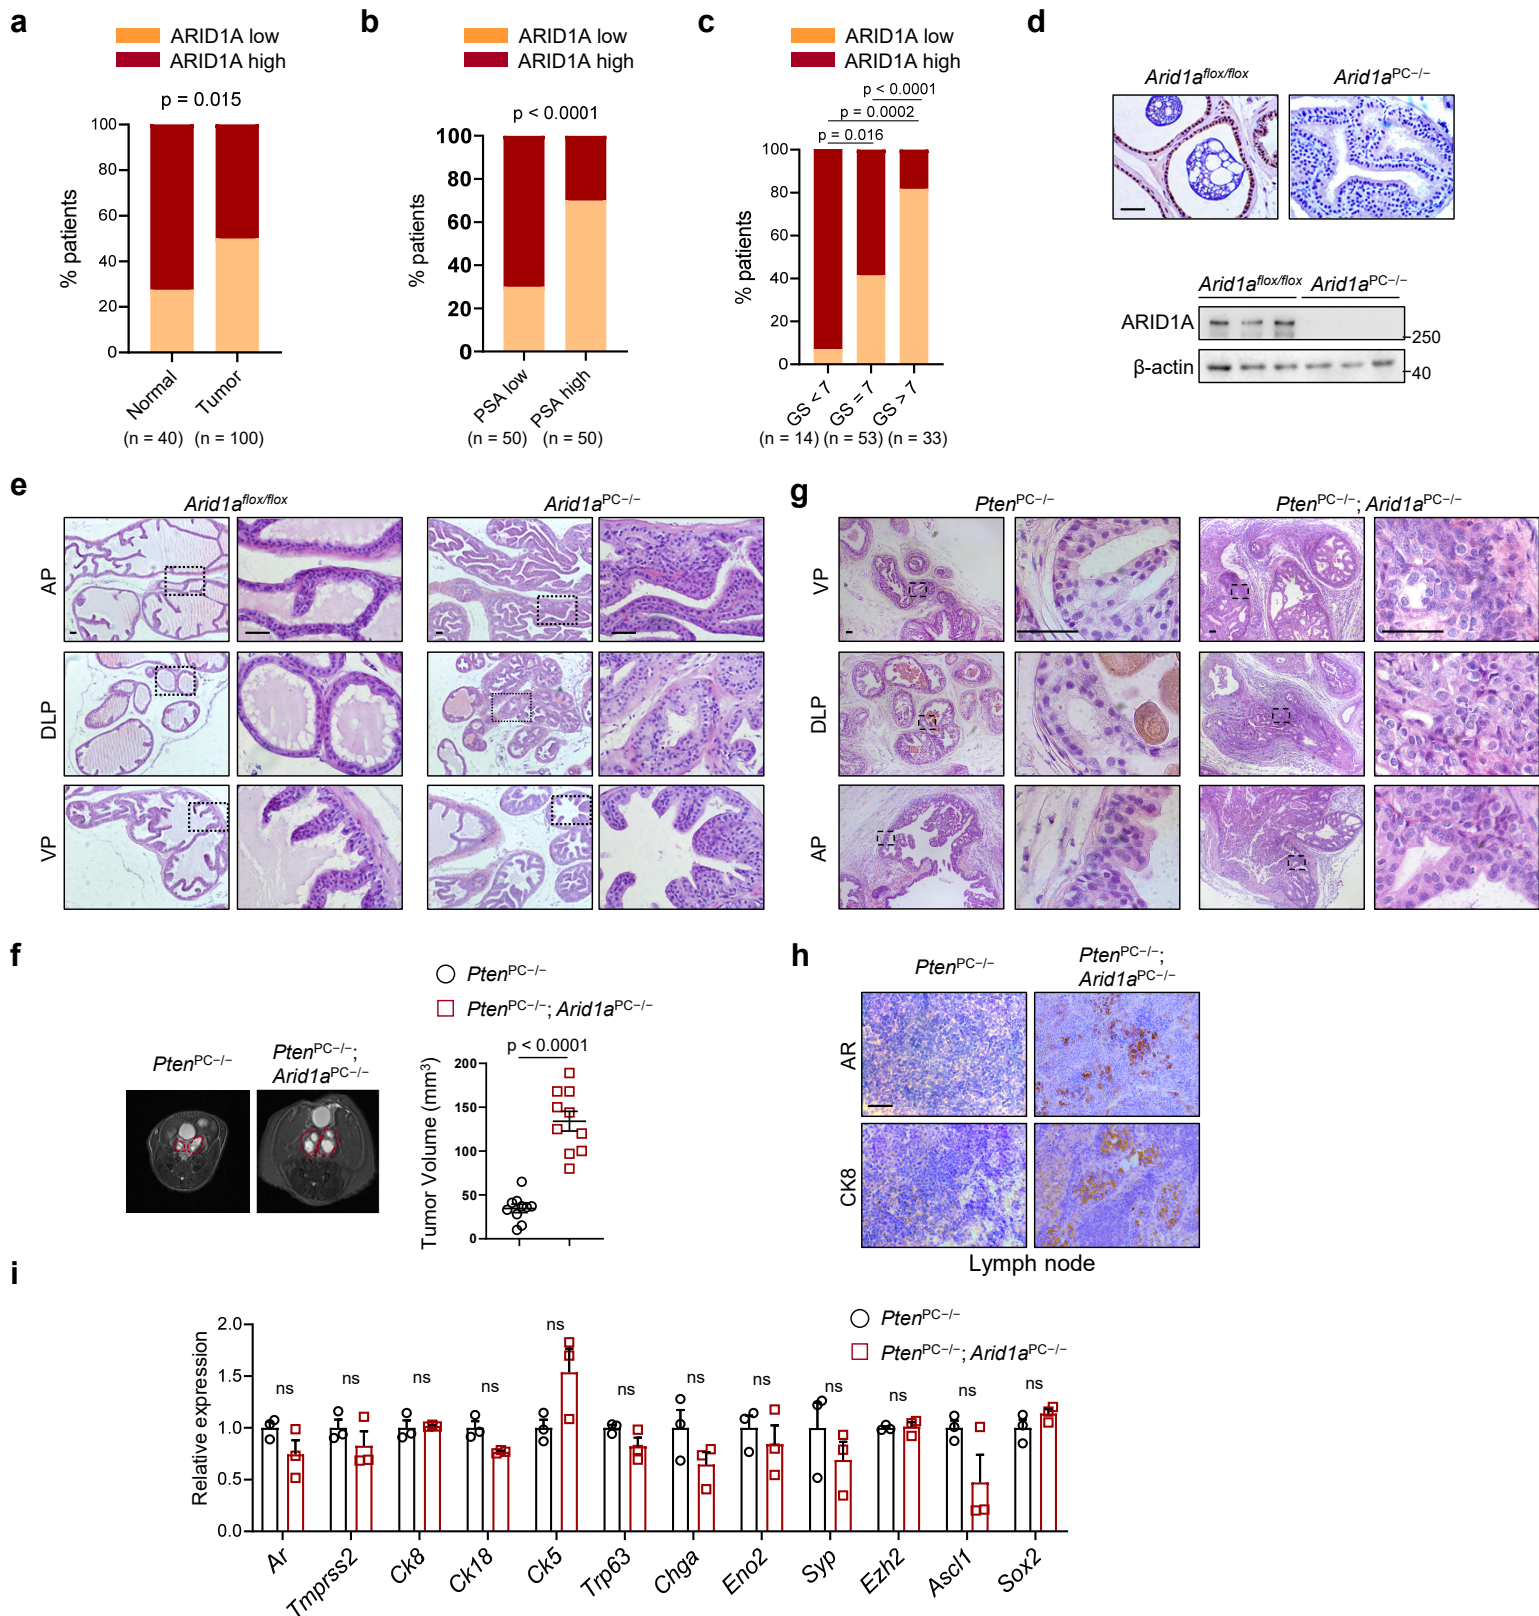 a
ARID1A low
ARID1A high
p = 0.015
% patients
100
80
60
40
20
0
Normal
Tumor
(n = 40) (n = 100)
b
ARID1A low
ARID1A high
p < 0.0001
% patients
100
80
60
40
20
0
PSA low
PSA high
(n = 50) (n = 50)
c
ARID1A low
ARID1A high
p < 0.0001
p = 0.0002
p = 0.016
% patients
100
80
60
40
20
0
GS < 7
GS = 7
GS > 7
(n = 14) (n = 53) (n = 33)
d
Arid1aflox/flox Arid1aPC−/−
Arid1aflox/flox Arid1aPC−/−
ARID1A
250
β-actin
40
e
Arid1aflox/flox Arid1aPC−/−
AP
DLP
VP
g
PtenPC−/− PtenPC−/−; Arid1aPC−/−
VP
DLP
AP
f
PtenPC−/−
PtenPC−/−; Arid1aPC−/−
PtenPC−/−
PtenPC−/−;
Arid1aPC−/−
p < 0.0001
Tumor Volume (mm3)
200
150
100
50
0
h
PtenPC−/−
PtenPC−/−;
Arid1aPC−/−
AR
CK8
Lymph node
i
PtenPC−/−
PtenPC−/−; Arid1aPC−/−
Relative expression
2.0
1.5
1.0
0.5
0.0
ns ns ns ns ns ns ns ns ns ns ns ns
Ar
Tmprss2
Ck8
Ck18
Ck5
Trp63
Chga
Eno2
Syp
Ezh2
Ascl1
Sox2